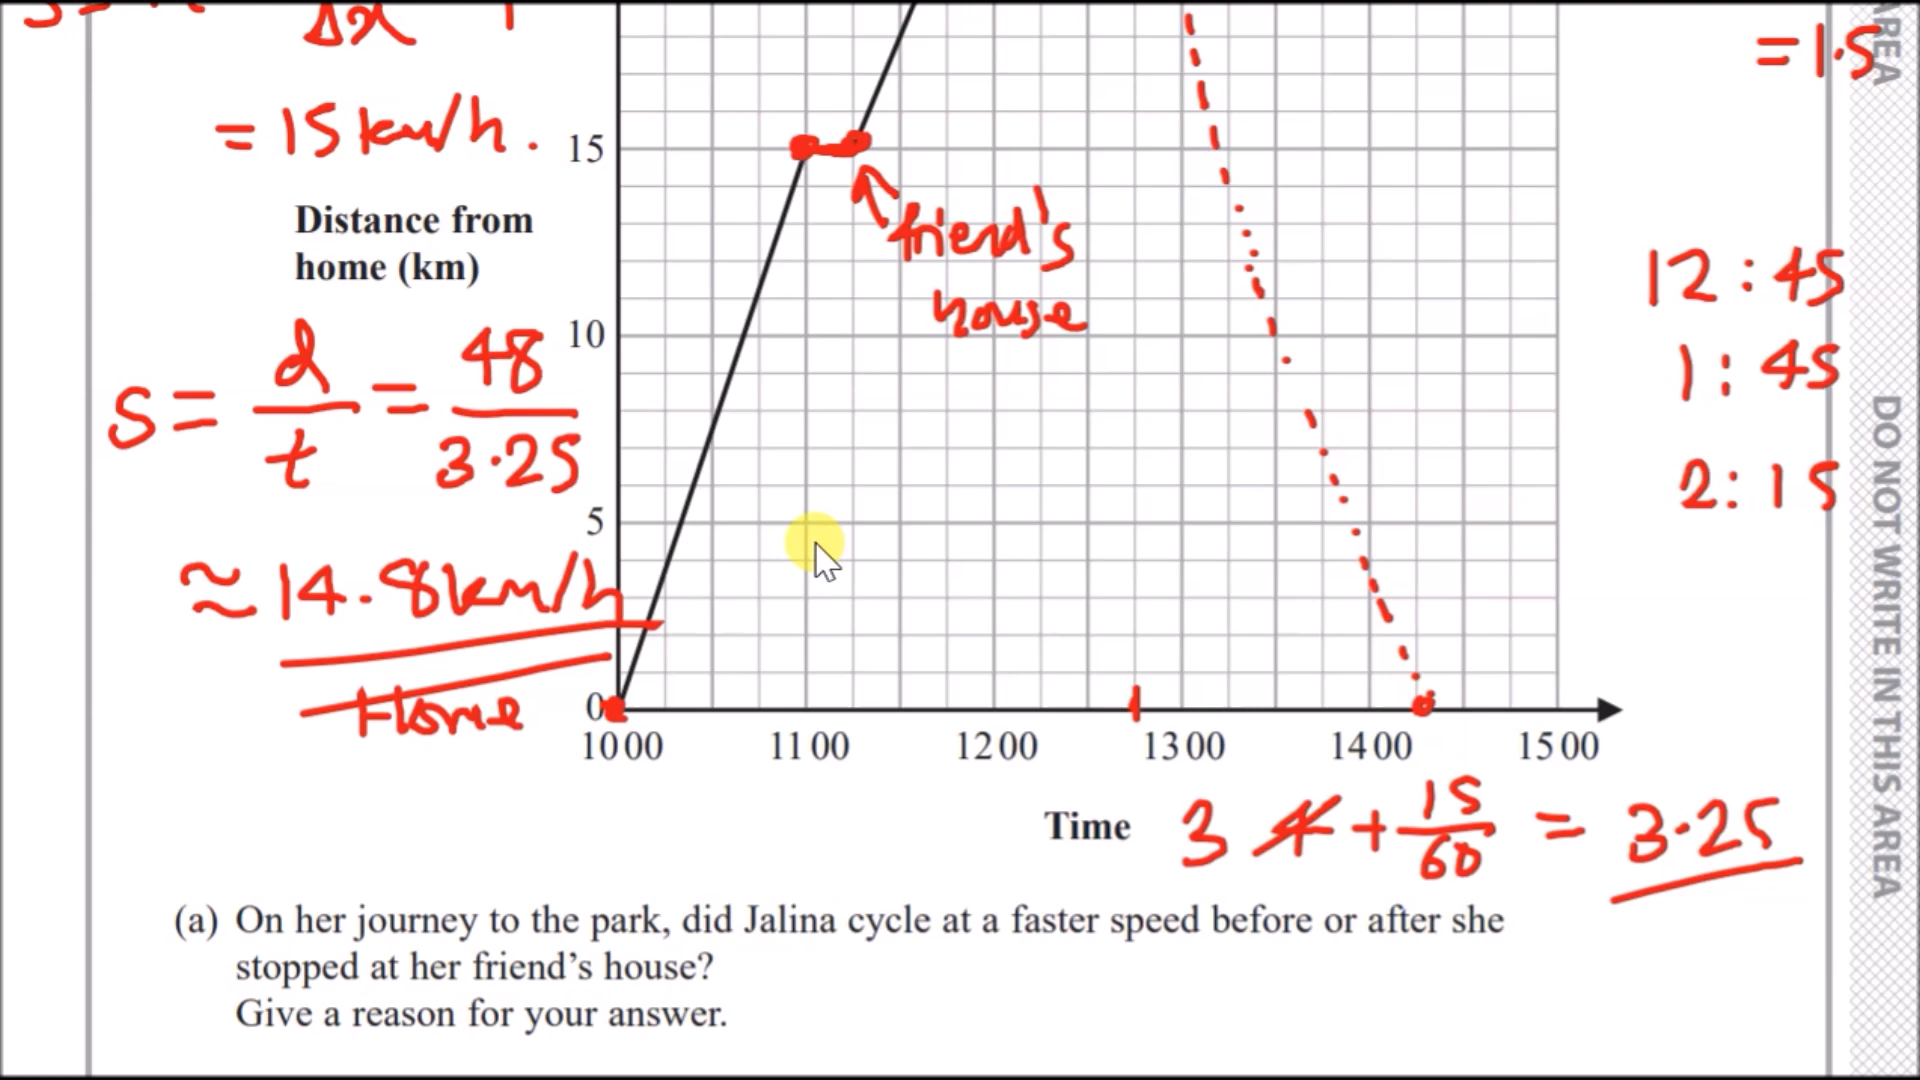 Δx
= 15 km/h.
= 1.5
AREA
15
Distance from
home (km)
friend's
house
12:45
1:45
2:15
10
S = d/t = 48/3.25
5
≈ 14.8 km/h
Home
0
1000 1100 1200 1300 1400 1500
Time
3 4 + 15/60 = 3.25
DO NOT WRITE IN THIS AREA
(a) On her journey to the park, did Jalina cycle at a faster speed before or after she
stopped at her friend's house?
Give a reason for your answer.